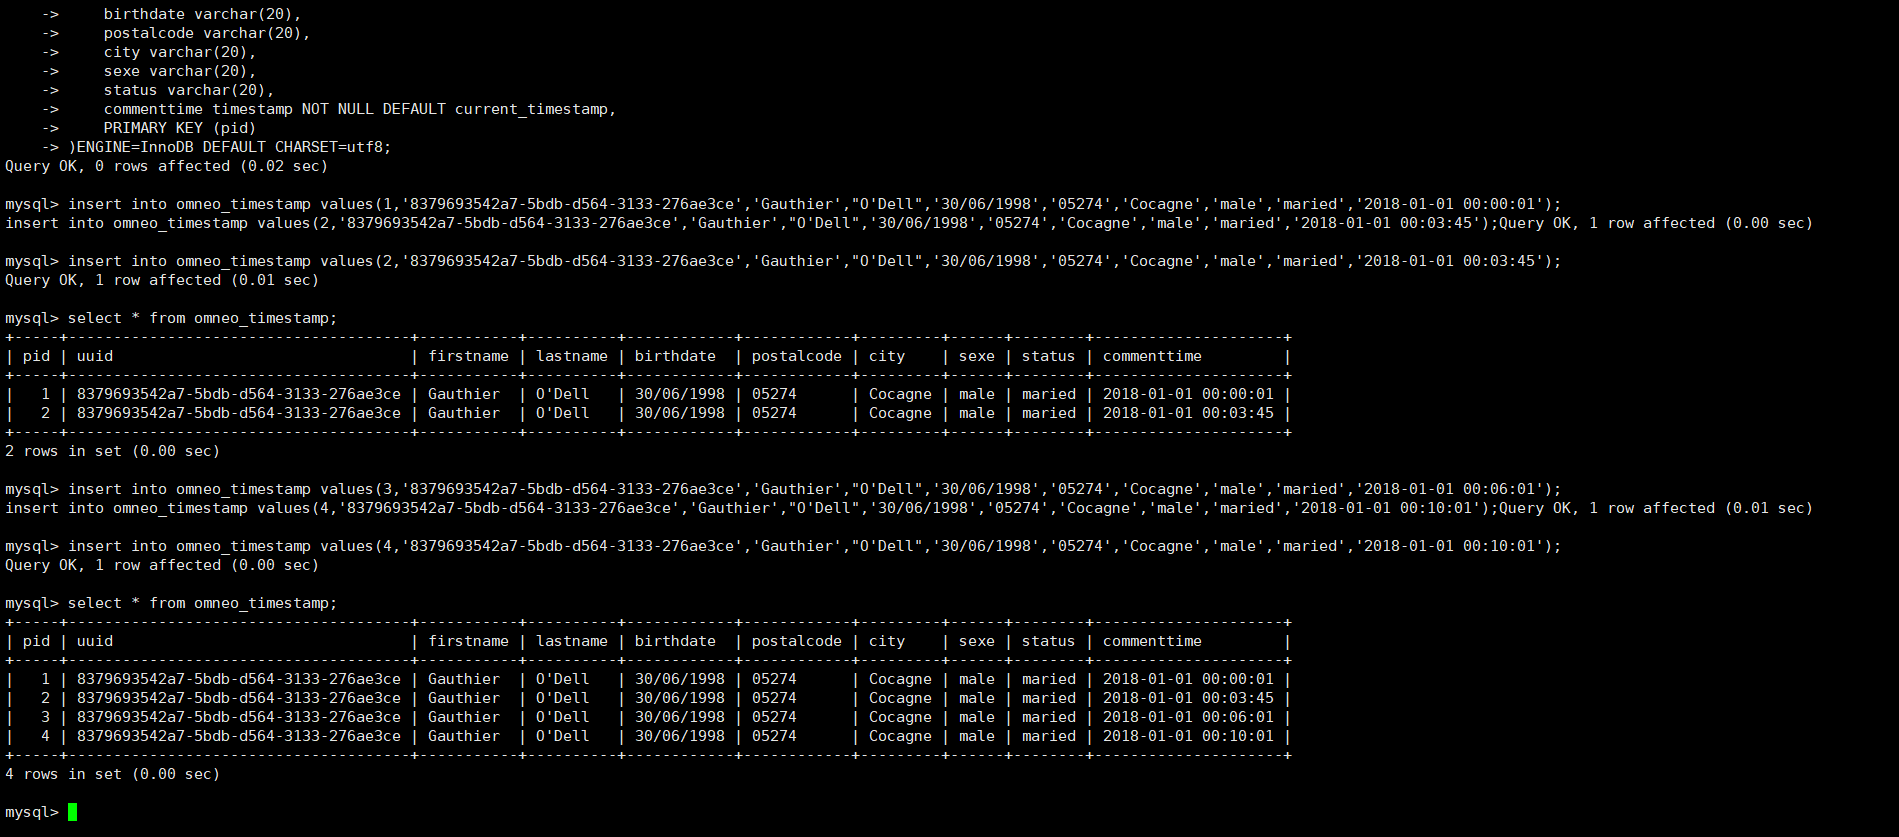 ->     birthdate varchar(20),
    ->     postalcode varchar(20),
    ->     city varchar(20),
    ->     sexe varchar(20),
    ->     status varchar(20),
    ->     commenttime timestamp NOT NULL DEFAULT current_timestamp,
    ->     PRIMARY KEY (pid)
    -> )ENGINE=InnoDB DEFAULT CHARSET=utf8;
Query OK, 0 rows affected (0.02 sec)

mysql> insert into omneo_timestamp values(1,'8379693542a7-5bdb-d564-3133-276ae3ce','Gauthier',"O'Dell",'30/06/1998','05274','Cocagne','male','maried','2018-01-01 00:00:01');
insert into omneo_timestamp values(2,'8379693542a7-5bdb-d564-3133-276ae3ce','Gauthier',"O'Dell",'30/06/1998','05274','Cocagne','male','maried','2018-01-01 00:03:45');Query OK, 1 row affected (0.00 sec)

mysql> insert into omneo_timestamp values(2,'8379693542a7-5bdb-d564-3133-276ae3ce','Gauthier',"O'Dell",'30/06/1998','05274','Cocagne','male','maried','2018-01-01 00:03:45');
Query OK, 1 row affected (0.01 sec)

mysql> select * from omneo_timestamp;
+-----+--------------------------------------+-----------+----------+------------+------------+---------+------+--------+---------------------+
| pid | uuid                                 | firstname | lastname | birthdate  | postalcode | city    | sexe | status | commenttime         |
+-----+--------------------------------------+-----------+----------+------------+------------+---------+------+--------+---------------------+
|   1 | 8379693542a7-5bdb-d564-3133-276ae3ce | Gauthier  | O'Dell   | 30/06/1998 | 05274      | Cocagne | male | maried | 2018-01-01 00:00:01 |
|   2 | 8379693542a7-5bdb-d564-3133-276ae3ce | Gauthier  | O'Dell   | 30/06/1998 | 05274      | Cocagne | male | maried | 2018-01-01 00:03:45 |
+-----+--------------------------------------+-----------+----------+------------+------------+---------+------+--------+---------------------+
2 rows in set (0.00 sec)

mysql> insert into omneo_timestamp values(3,'8379693542a7-5bdb-d564-3133-276ae3ce','Gauthier',"O'Dell",'30/06/1998','05274','Cocagne','male','maried','2018-01-01 00:06:01');
insert into omneo_timestamp values(4,'8379693542a7-5bdb-d564-3133-276ae3ce','Gauthier',"O'Dell",'30/06/1998','05274','Cocagne','male','maried','2018-01-01 00:10:01');Query OK, 1 row affected (0.01 sec)

mysql> insert into omneo_timestamp values(4,'8379693542a7-5bdb-d564-3133-276ae3ce','Gauthier',"O'Dell",'30/06/1998','05274','Cocagne','male','maried','2018-01-01 00:10:01');
Query OK, 1 row affected (0.00 sec)

mysql> select * from omneo_timestamp;
+-----+--------------------------------------+-----------+----------+------------+------------+---------+------+--------+---------------------+
| pid | uuid                                 | firstname | lastname | birthdate  | postalcode | city    | sexe | status | commenttime         |
+-----+--------------------------------------+-----------+----------+------------+------------+---------+------+--------+---------------------+
|   1 | 8379693542a7-5bdb-d564-3133-276ae3ce | Gauthier  | O'Dell   | 30/06/1998 | 05274      | Cocagne | male | maried | 2018-01-01 00:00:01 |
|   2 | 8379693542a7-5bdb-d564-3133-276ae3ce | Gauthier  | O'Dell   | 30/06/1998 | 05274      | Cocagne | male | maried | 2018-01-01 00:03:45 |
|   3 | 8379693542a7-5bdb-d564-3133-276ae3ce | Gauthier  | O'Dell   | 30/06/1998 | 05274      | Cocagne | male | maried | 2018-01-01 00:06:01 |
|   4 | 8379693542a7-5bdb-d564-3133-276ae3ce | Gauthier  | O'Dell   | 30/06/1998 | 05274      | Cocagne | male | maried | 2018-01-01 00:10:01 |
+-----+--------------------------------------+-----------+----------+------------+------------+---------+------+--------+---------------------+
4 rows in set (0.00 sec)

mysql>